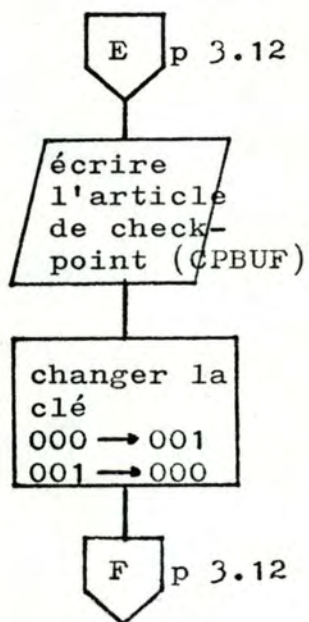 E p 3.12
écrire
l'article
de check-
point (CPBUF)
changer la
clé
000 → 001
001 → 000
F p 3.12